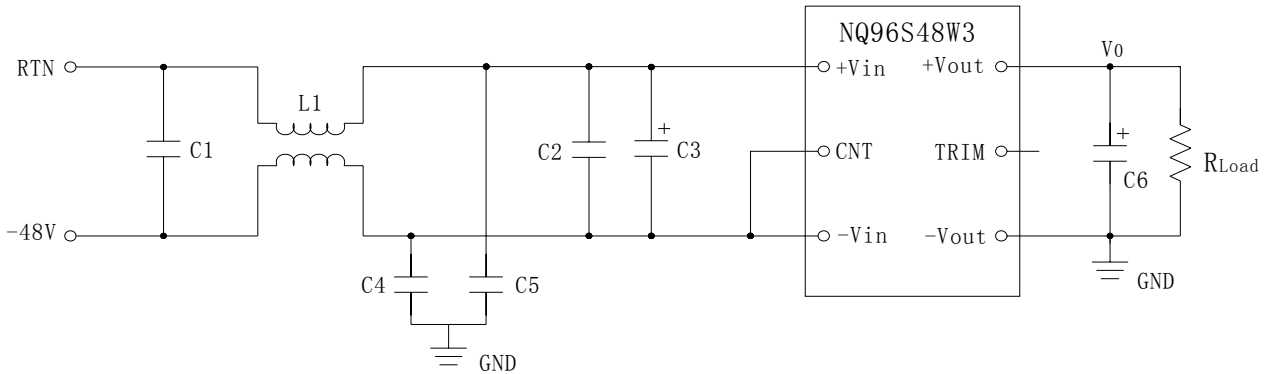 NQ96S48W3
RTN
L1
+Vin
+Vout
V0
C1
C2
+
C3
CNT
TRIM
+
C6
RLoad
-48V
-Vin
-Vout
C4
C5
GND
GND